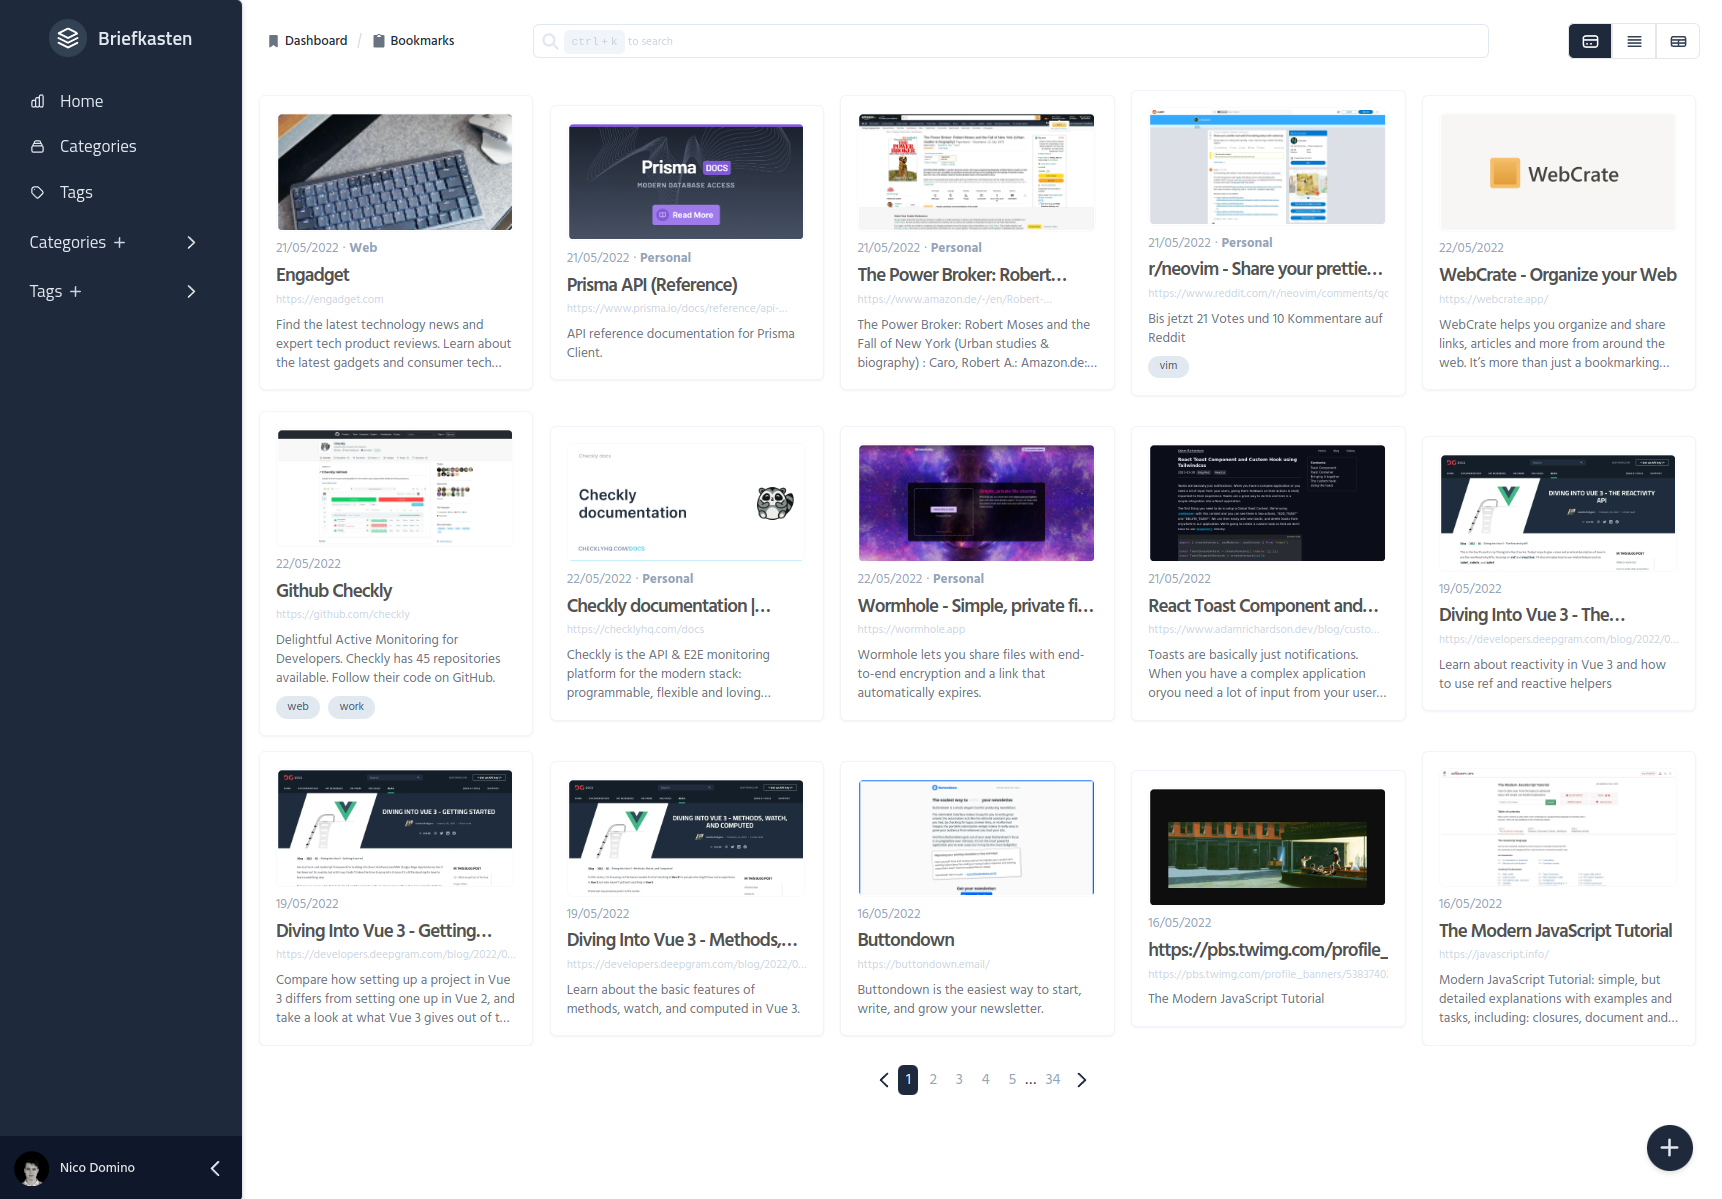 Briefkasten
Home
Categories
Tags
Categories +
Tags +
Nico Domino
Dashboard / Bookmarks
ctrl + k to search
21/05/2022 · Web
Engadget
https://engadget.com
Find the latest technology news and
expert tech product reviews. Learn about
the latest gadgets and consumer tech…
Prisma DOCS
MODERN DATABASE ACCESS
Read More
21/05/2022 · Personal
Prisma API (Reference)
https://www.prisma.io/docs/reference/api-…
API reference documentation for Prisma
Client.
21/05/2022 · Personal
The Power Broker: Robert…
https://www.amazon.de/-/en/Robert-…
The Power Broker: Robert Moses and the
Fall of New York (Urban studies &
biography) : Caro, Robert A.: Amazon.de:…
21/05/2022 · Personal
r/neovim - Share your prettie…
https://www.reddit.com/r/neovim/comments/qc
Bis jetzt 21 Votes und 10 Kommentare auf
Reddit
vim
WebCrate
22/05/2022
WebCrate - Organize your Web
https://webcrate.app/
WebCrate helps you organize and share
links, articles and more from around the
web. It’s more than just a bookmarking…
22/05/2022
Github Checkly
https://github.com/checkly
Delightful Active Monitoring for
Developers. Checkly has 45 repositories
available. Follow their code on GitHub.
web work
Checkly docs
Checkly
documentation
CHECKLYHQ.COM/DOCS
22/05/2022 · Personal
Checkly documentation |…
https://checklyhq.com/docs
Checkly is the API & E2E monitoring
platform for the modern stack:
programmable, flexible and loving…
22/05/2022 · Personal
Wormhole - Simple, private fi…
https://wormhole.app
Wormhole lets you share files with end-
to-end encryption and a link that
automatically expires.
React Toast Component and Custom Hook using
Tailwindcss
21/05/2022
React Toast Component and…
https://www.adamrichardson.dev/blog/custo…
Toasts are basically just notifications.
When you have a complex application
oryou need a lot of input from your user…
DIVING INTO VUE 3 - THE REACTIVITY
API
19/05/2022
Diving Into Vue 3 - The…
https://developers.deepgram.com/blog/2022/0…
Learn about reactivity in Vue 3 and how
to use ref and reactive helpers
DIVING INTO VUE 3 - GETTING STARTED
19/05/2022
Diving Into Vue 3 - Getting…
https://developers.deepgram.com/blog/2022/0…
Compare how setting up a project in Vue
3 differs from setting one up in Vue 2, and
take a look at what Vue 3 gives out of t…
DIVING INTO VUE 3 - METHODS, WATCH,
AND COMPUTED
19/05/2022
Diving Into Vue 3 - Methods,…
https://developers.deepgram.com/blog/2022/0…
Learn about the basic features of
methods, watch, and computed in Vue 3.
16/05/2022
Buttondown
https://buttondown.email/
Buttondown is the easiest way to start,
write, and grow your newsletter.
16/05/2022
https://pbs.twimg.com/profile_
https://pbs.twimg.com/profile_banners/5383740
The Modern JavaScript Tutorial
16/05/2022
The Modern JavaScript Tutorial
https://javascript.info/
Modern JavaScript Tutorial: simple, but
detailed explanations with examples and
tasks, including: closures, document and…
1 2 3 4 5 … 34